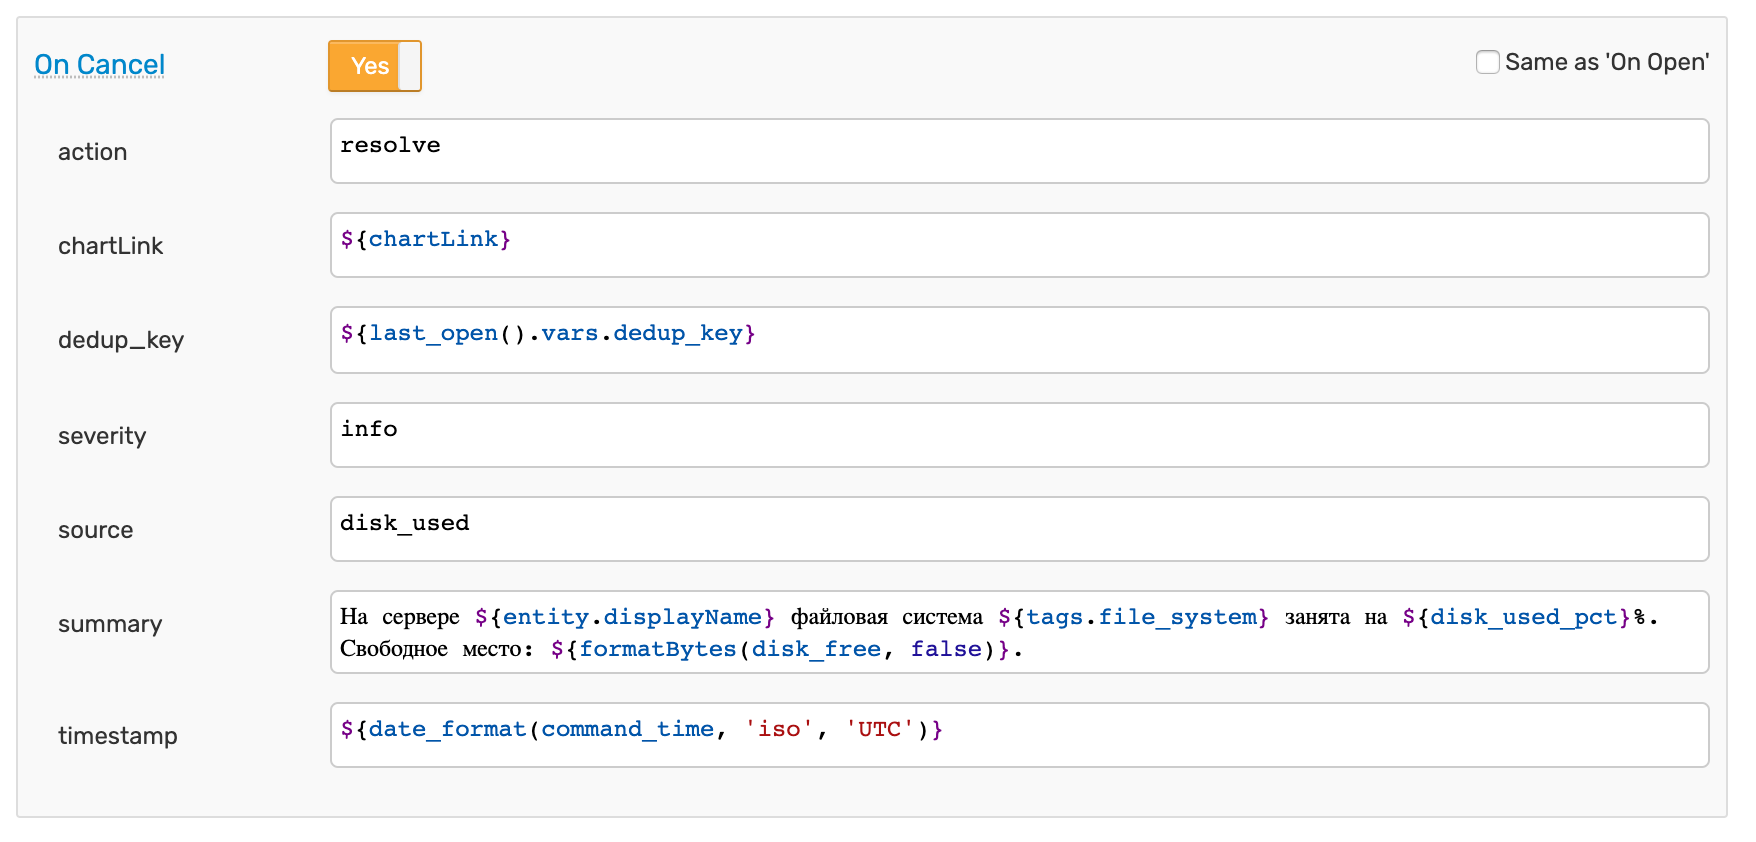 On Cancel Yes Same as 'On Open'
action resolve
chartLink ${chartLink}
dedup_key ${last_open().vars.dedup_key}
severity info
source disk_used
summary На сервере ${entity.displayName} файловая система ${tags.file_system} занята на ${disk_used_pct}%.
Свободное место: ${formatBytes(disk_free, false)}.
timestamp ${date_format(command_time, 'iso', 'UTC')}